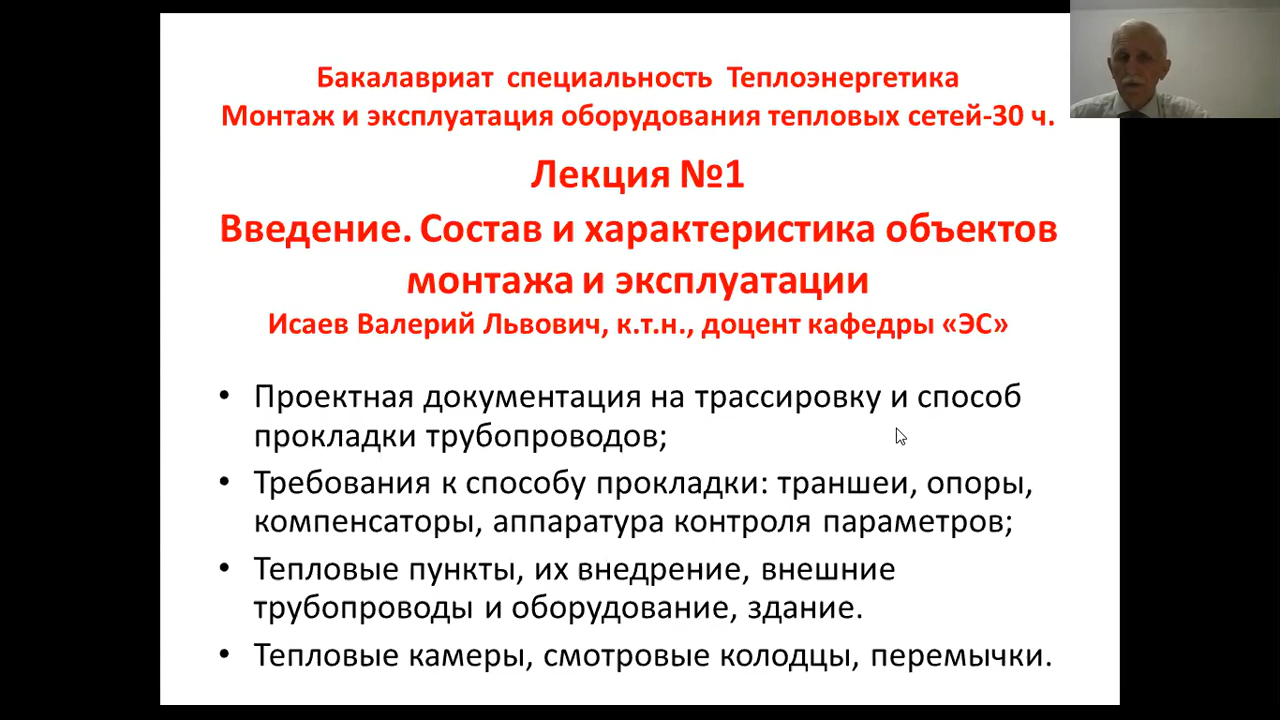 Бакалавриат специальность Теплоэнергетика
Монтаж и эксплуатация оборудования тепловых сетей-30 ч.
Лекция №1
Введение. Состав и характеристика объектов
монтажа и эксплуатации
Исаев Валерий Львович, к.т.н., доцент кафедры «ЭС»
• Проектная документация на трассировку и способ
прокладки трубопроводов;
• Требования к способу прокладки: траншеи, опоры,
компенсаторы, аппаратура контроля параметров;
• Тепловые пункты, их внедрение, внешние
трубопроводы и оборудование, здание.
• Тепловые камеры, смотровые колодцы, перемычки.